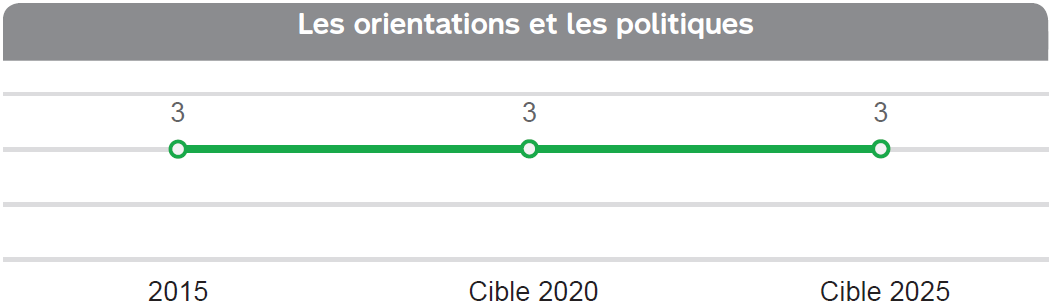 Les orientations et les politiques
3 3 3
2015 Cible 2020 Cible 2025